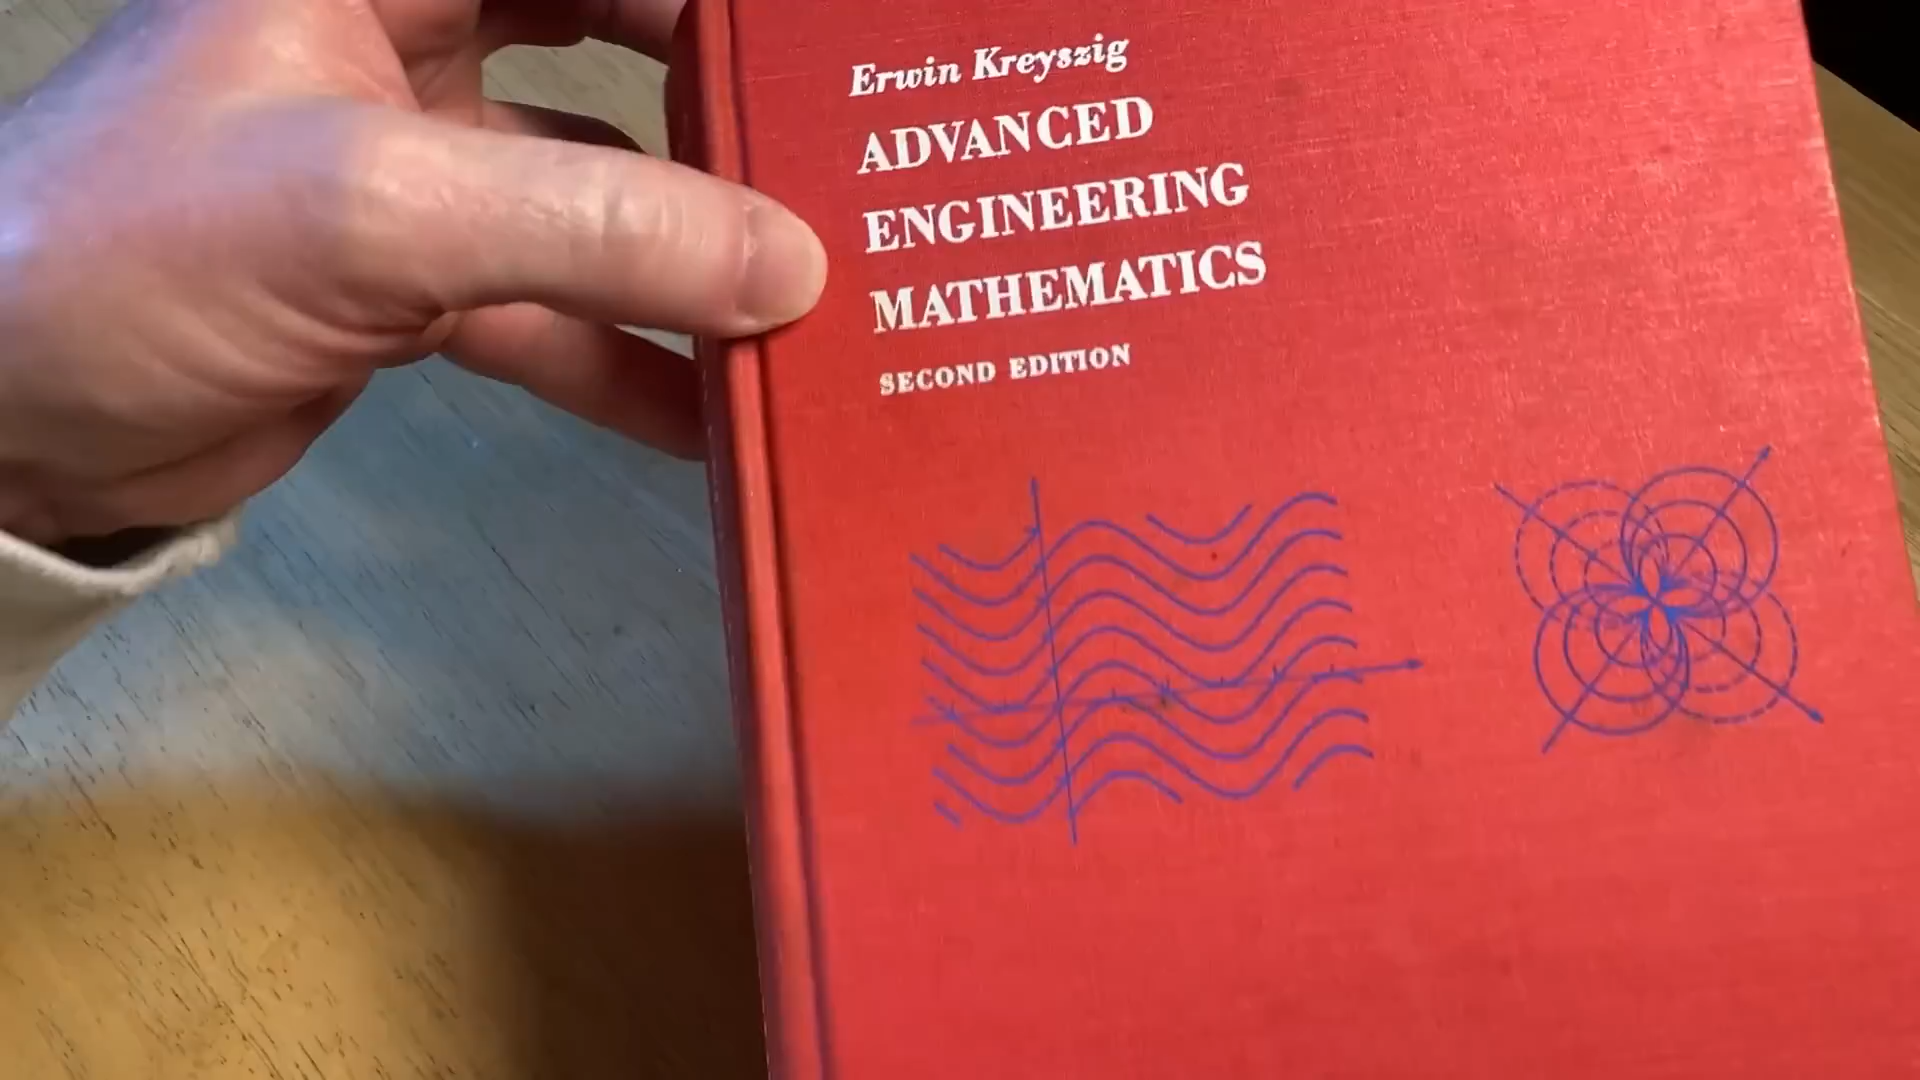 Erwin Kreyszig
ADVANCED
ENGINEERING
MATHEMATICS
SECOND EDITION